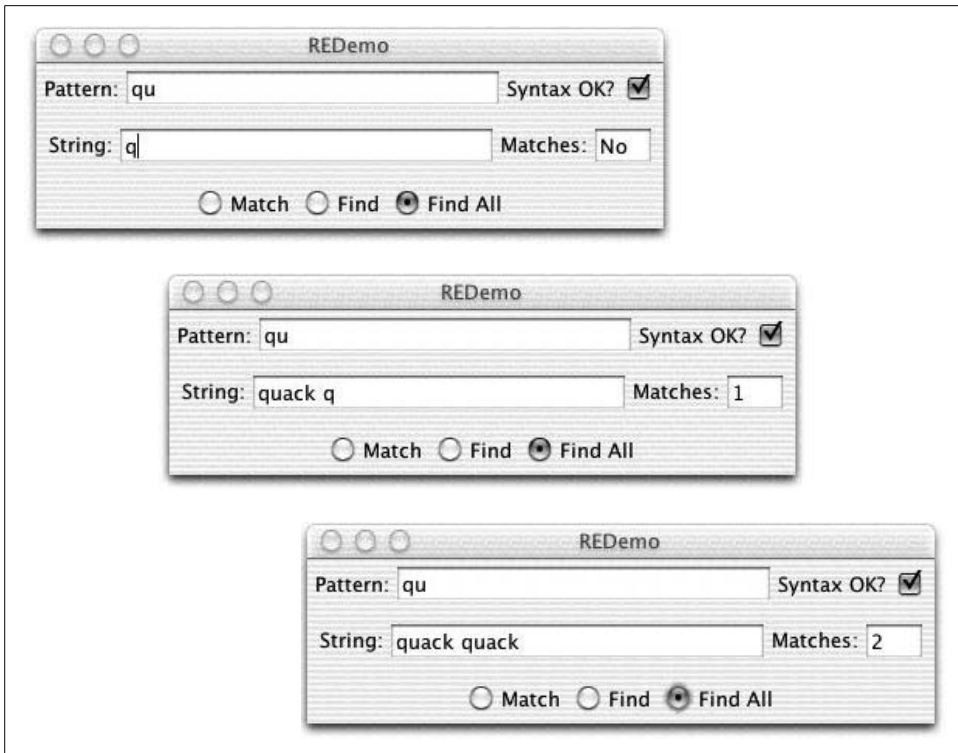 REDemo
Pattern: qu Syntax OK?
String: q Matches: No
Match Find Find All
REDemo
Pattern: qu Syntax OK?
String: quack q Matches: 1
Match Find Find All
REDemo
Pattern: qu Syntax OK?
String: quack quack Matches: 2
Match Find Find All